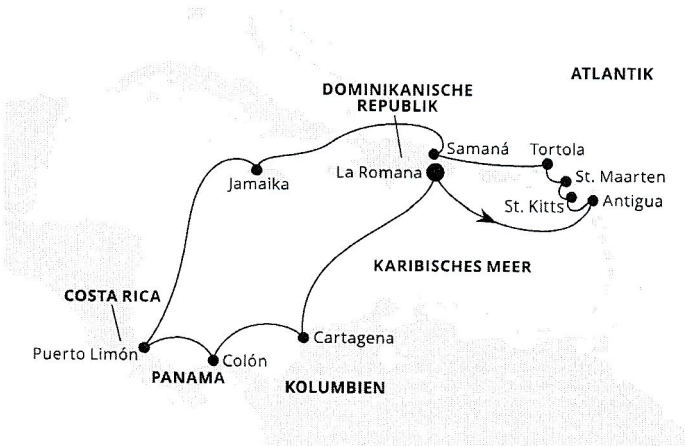 ATLANTIK
DOMINIKANISCHE
REPUBLIK
Samaná
Tortola
La Romana
St. Maarten
Jamaika
St. Kitts
Antigua
KARIBISCHES MEER
COSTA RICA
Cartagena
Puerto Limón
Colón
PANAMA
KOLUMBIEN